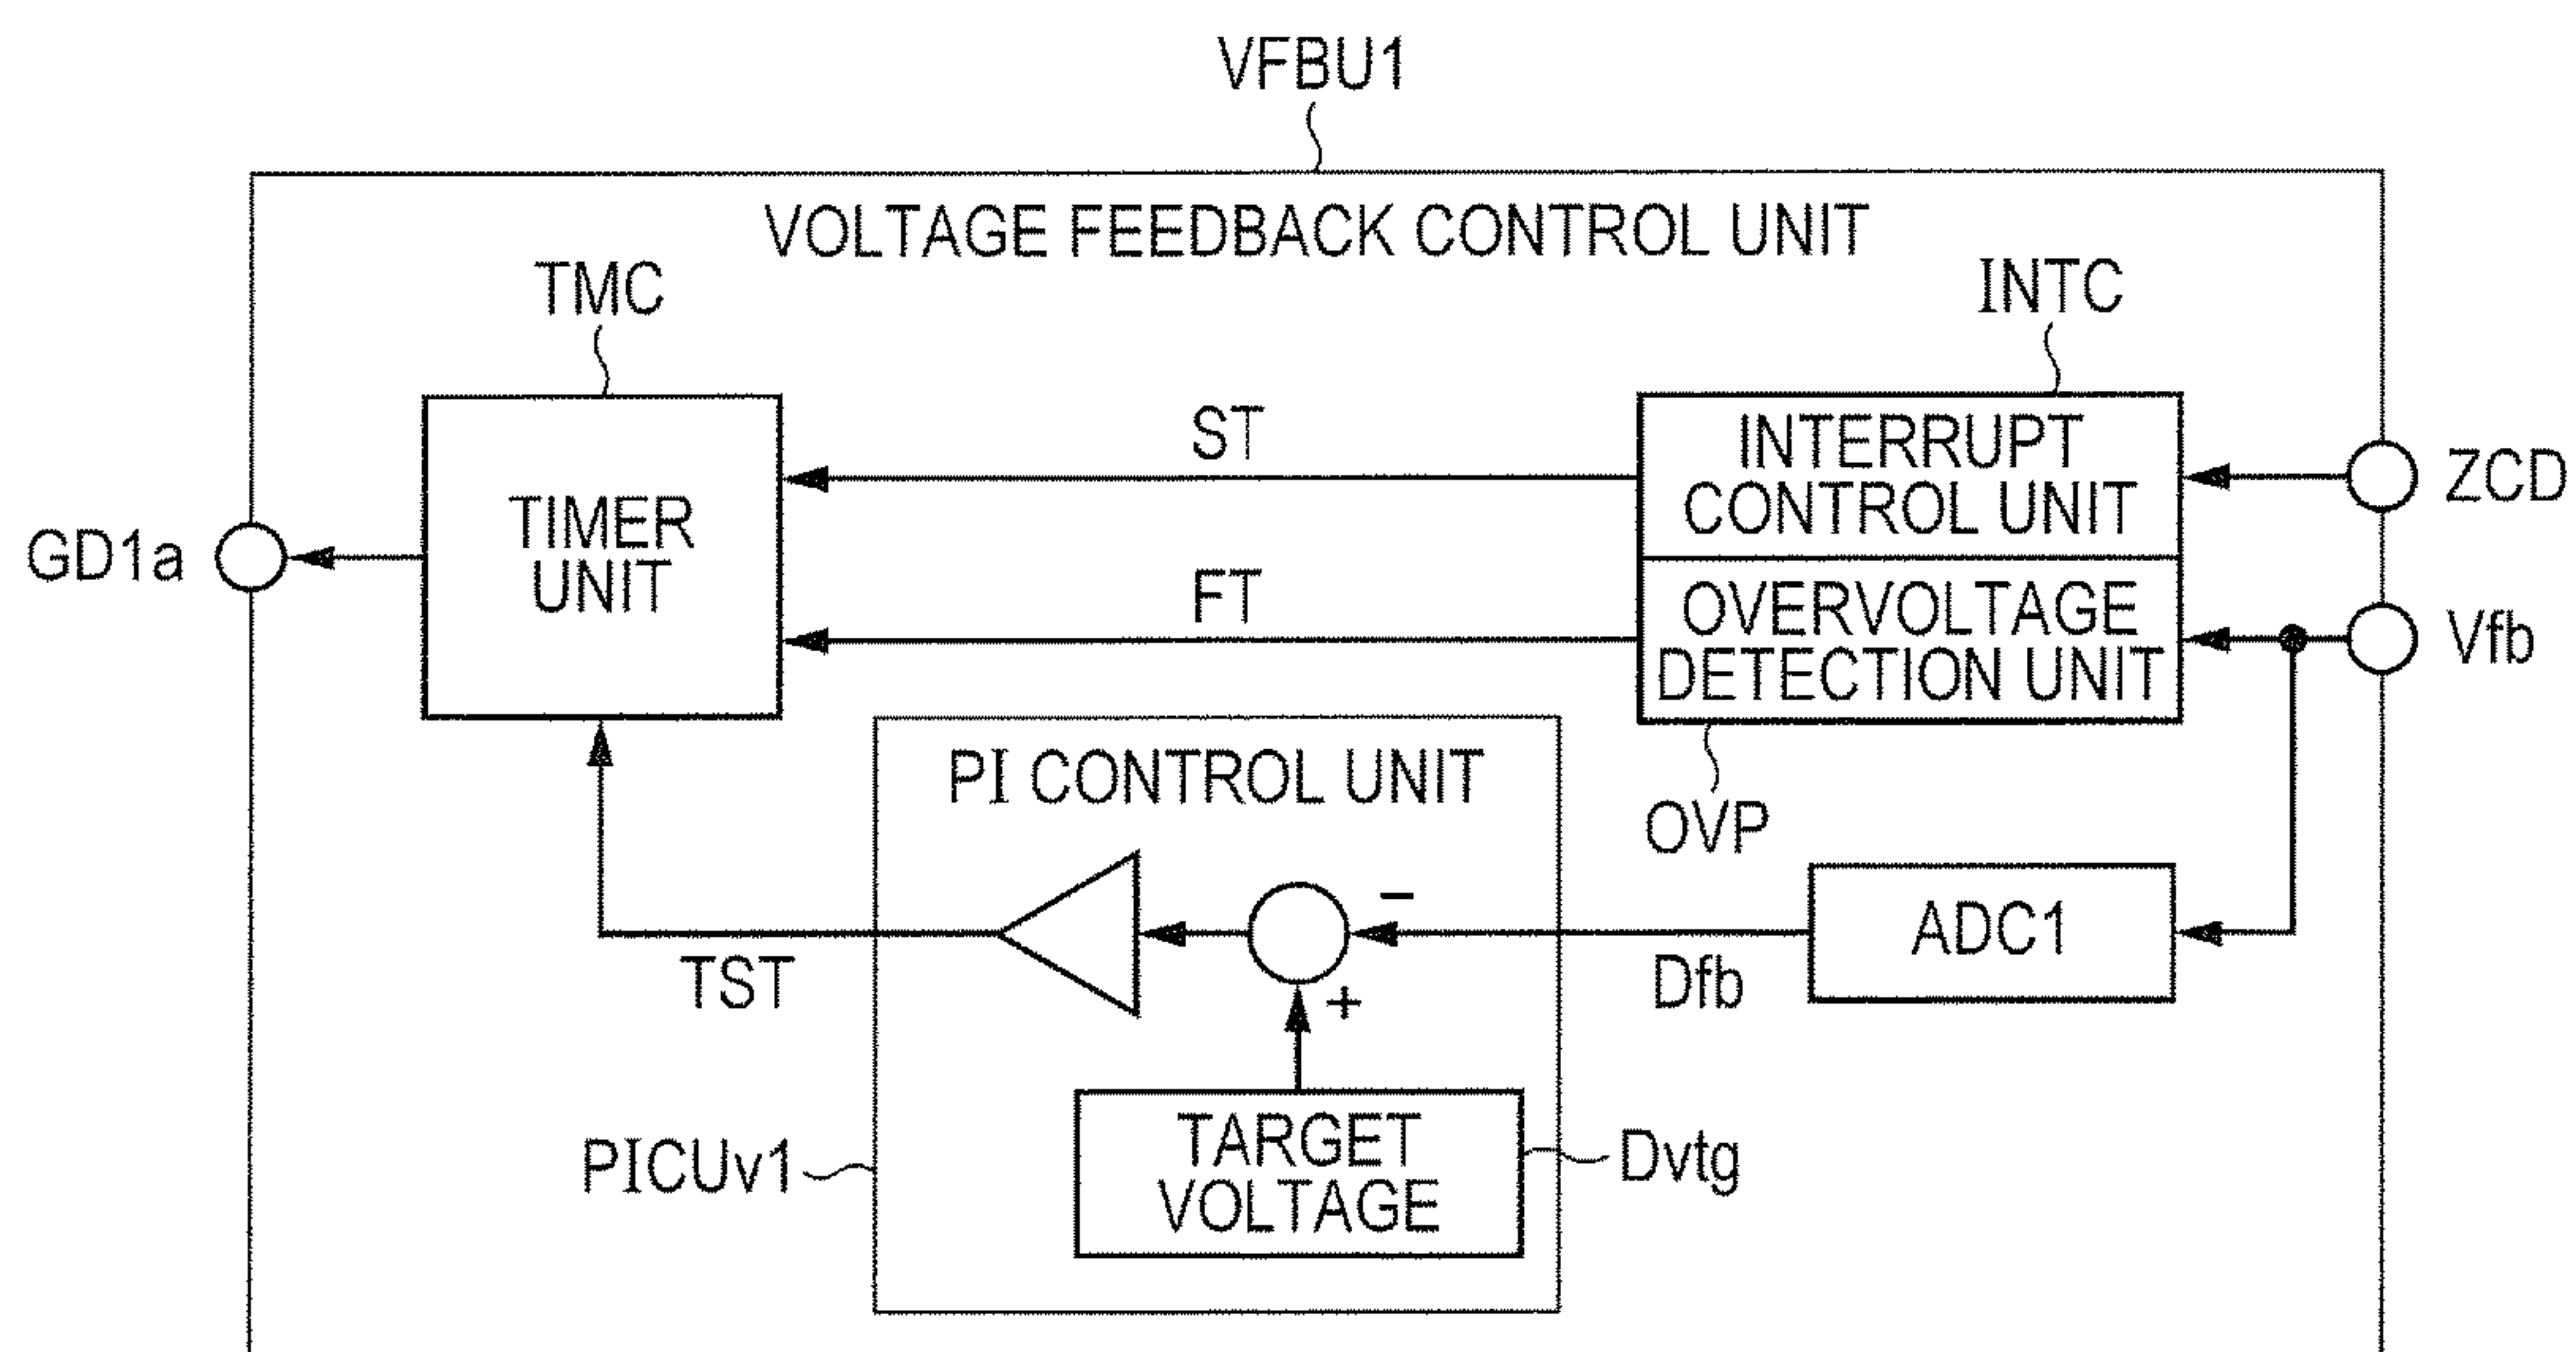 VFBU1
VOLTAGE FEEDBACK CONTROL UNIT
TMC
INTC
TIMER
UNIT
ST
INTERRUPT
CONTROL UNIT
ZCD
GD1a
FT
OVERVOLTAGE
DETECTION UNIT
Vfb
PI CONTROL UNIT
OVP
−
ADC1
TST
+
Dfb
PICUv1
TARGET
VOLTAGE
Dvtg